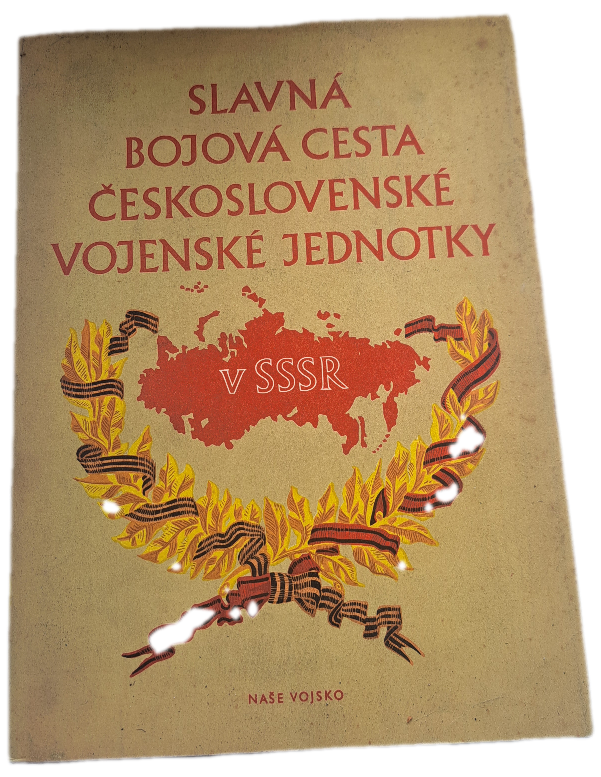 SLAVNÁ
BOJOVÁ CESTA
ČESKOSLOVENSKÉ
VOJENSKÉ JEDNOTKY
v SSSR
NAŠE VOJSKO